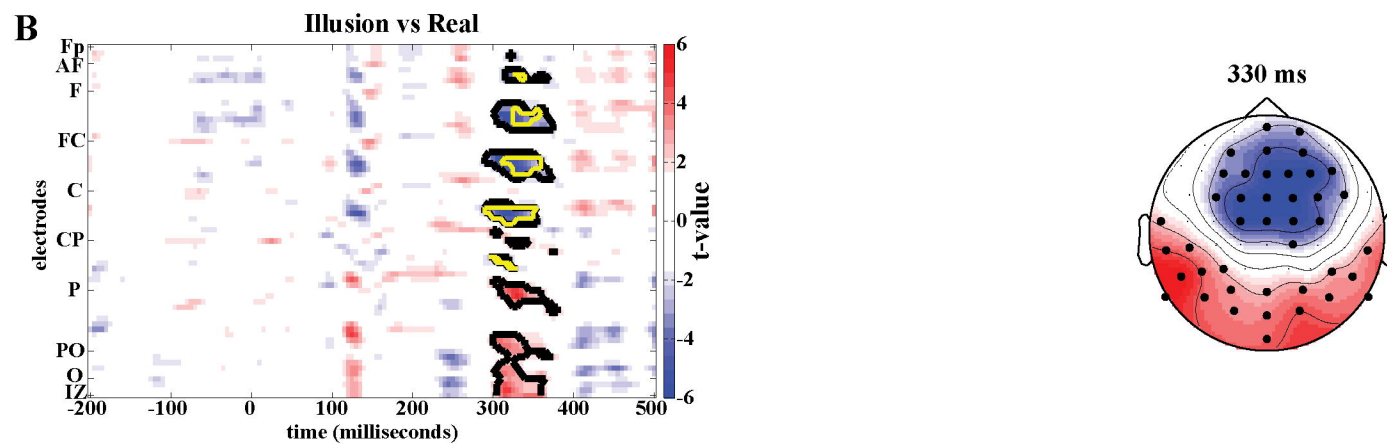 B
Illusion vs Real
electrodes
Fp
AF
F
FC
C
CP
P
PO
O
IZ
-200 -100 0 100 200 300 400 500
time (milliseconds)
6
4
2
0
-2
-4
-6
t-value
330 ms